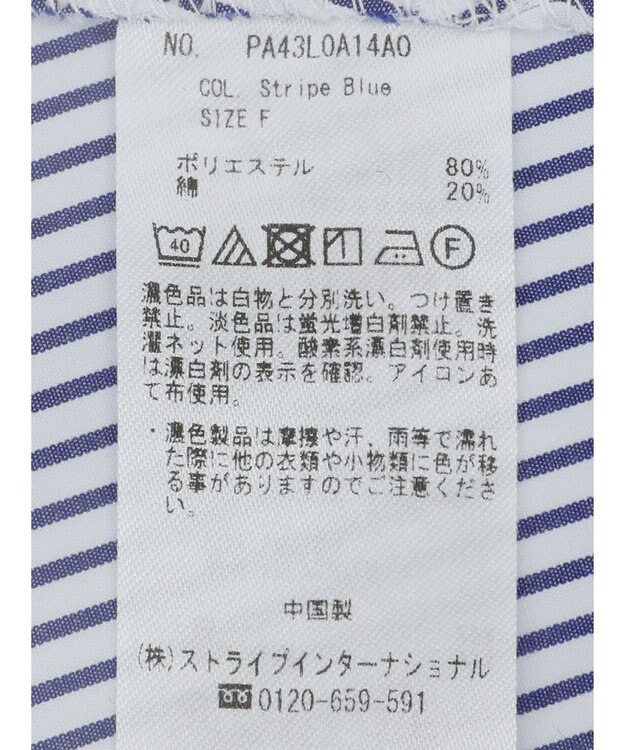 NO. PA43L0A14A0
COL. Stripe Blue
SIZE F
ポリエステル 80%
綿 20%
40 F
濃色品は白物と分別洗い。つけ置き
禁止。淡色品は蛍光増白剤禁止。洗
濯ネット使用。酸素系漂白剤使用時
は漂白剤の表示を確認。アイロンあ
て布使用。
・濃色製品は摩擦や汗、雨等で濡れ
た際に他の衣類や小物類に色が移
る事がありますのでご注意くださ
い。
中国製
(株)ストライプインターナショナル
0120-659-591